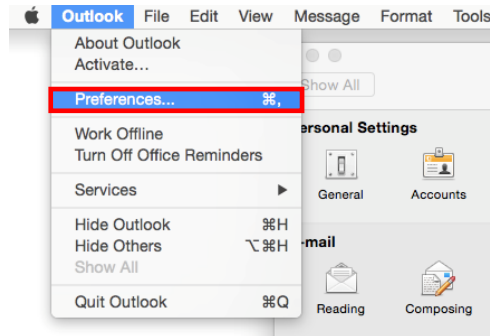 Outlook File Edit View Message Format Tools
About Outlook
Activate...
Preferences... ⌘,
Work Offline
Turn Off Office Reminders
Services ▶
Hide Outlook ⌘H
Hide Others ⌥⌘H
Show All
Quit Outlook ⌘Q
Show All
ersonal Settings
General Accounts
-mail
Reading Composing